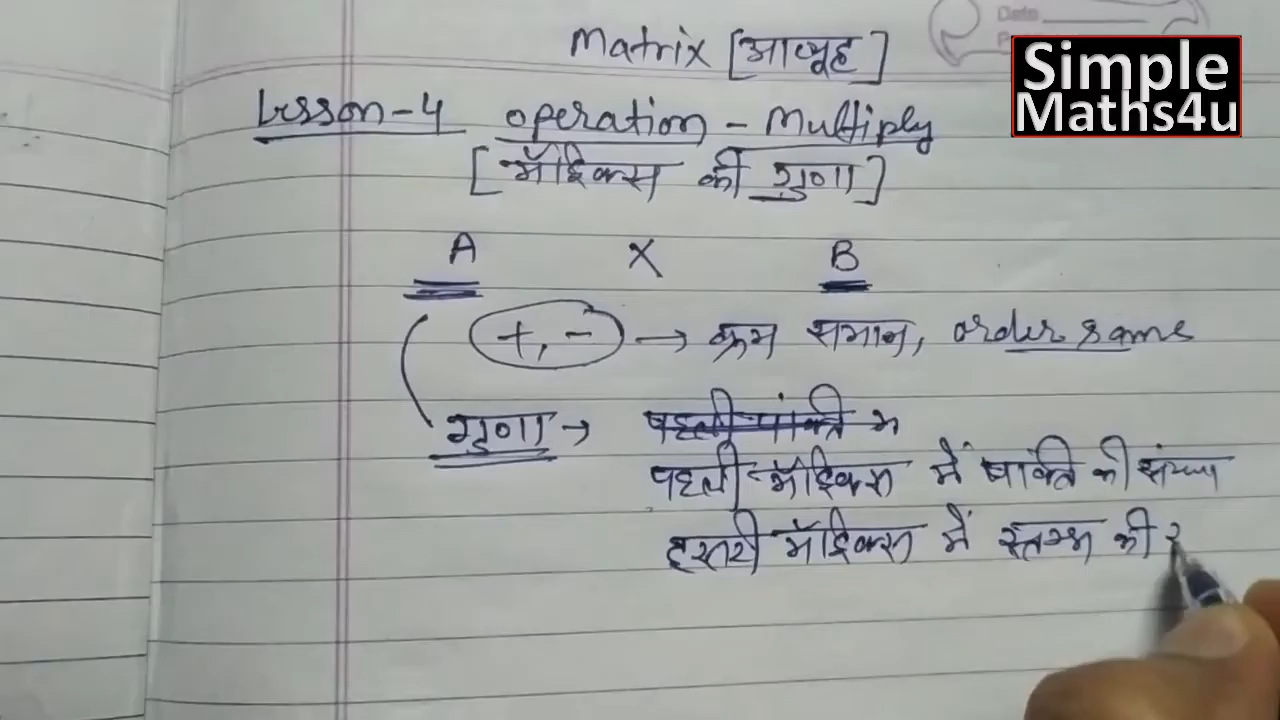 Matrix [आव्यूह]
Simple
Maths4u
Lesson-4 operation - Multiply
[मॅट्रिक्स की गुणा]
A X B
+, - → क्रम समान, order same
गुणा → पहली पंक्ति म
पहली मॅट्रिक्स में पंक्ति की संख्या
दूसरी मॅट्रिक्स में स्तम्भ की